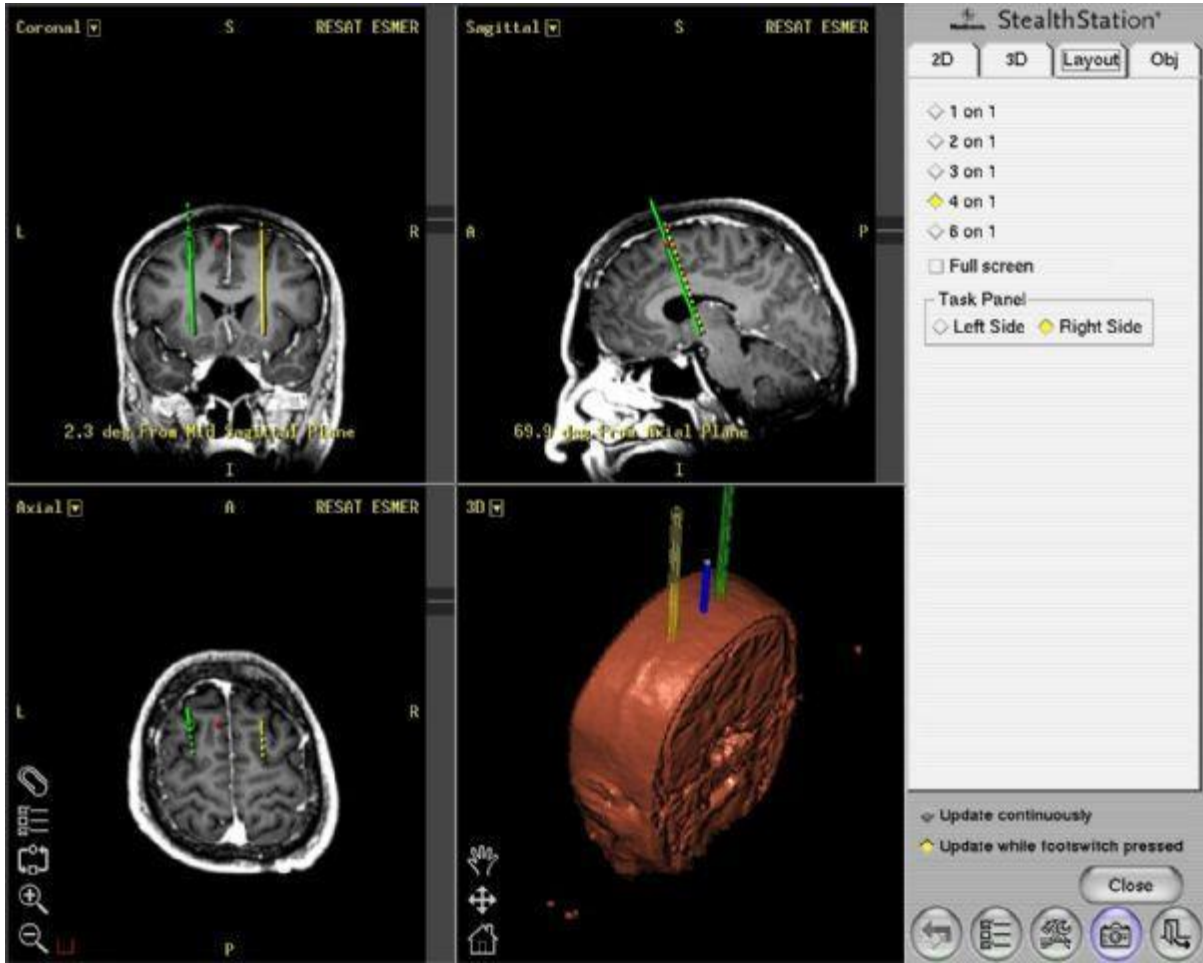 Coronal S RESAT ESMER
L R
2.3 deg From Mid Sagittal Plane
I
Sagittal S RESAT ESMER
A P
69.9 deg From Axial Plane
I
Axial A RESAT ESMER
L R
P
3D
StealthStation
2D 3D Layout Obj
1 on 1
2 on 1
3 on 1
4 on 1
6 on 1
Full screen
Task Panel
Left Side Right Side
Update continuously
Update while footswitch pressed
Close